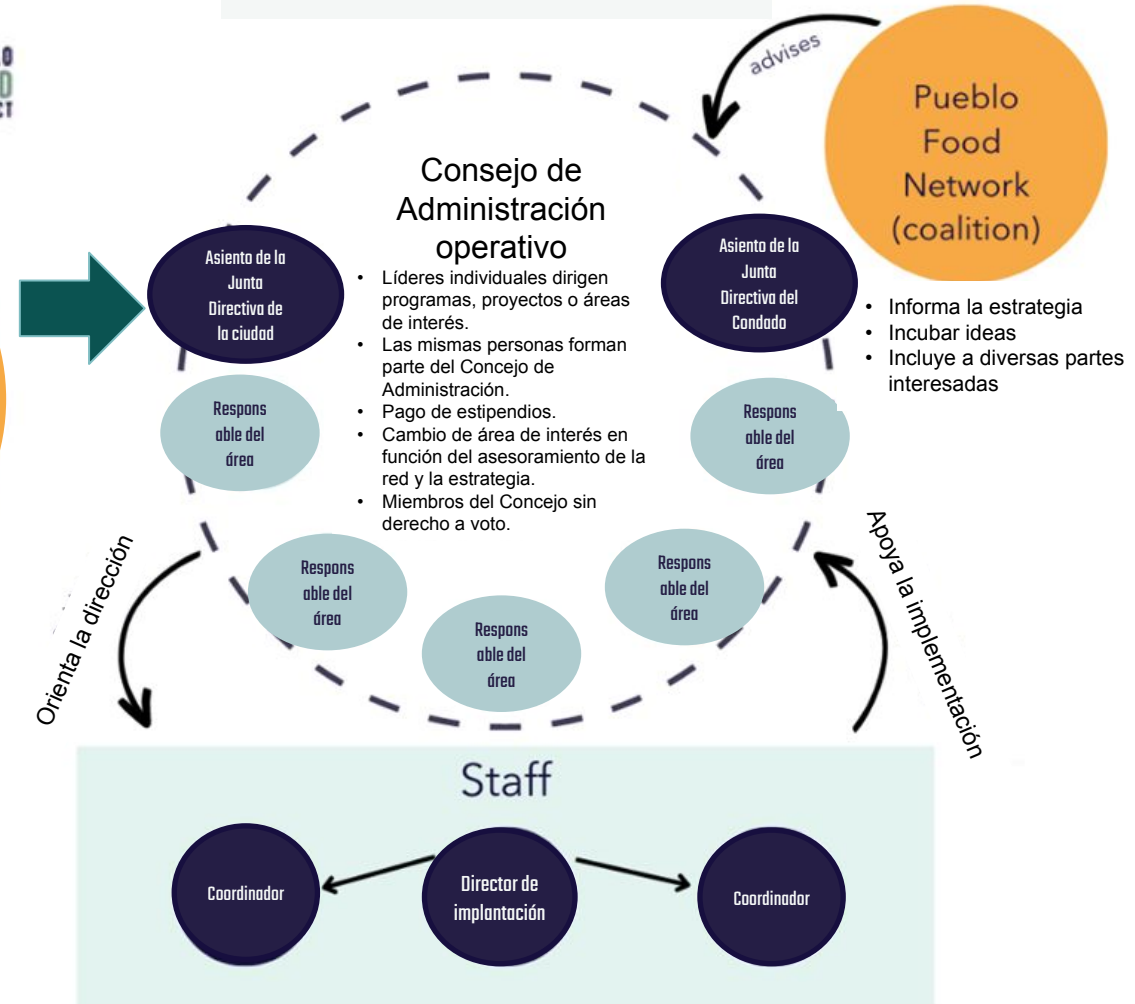 advises
Pueblo
Food
Network
(coalition)
Consejo de
Administración
operativo
• Líderes individuales dirigen
programas, proyectos o áreas
de interés.
• Las mismas personas forman
parte del Concejo de
Administración.
• Pago de estipendios.
• Cambio de área de interés en
función del asesoramiento de la
red y la estrategia.
• Miembros del Concejo sin
derecho a voto.
Asiento de la
Junta
Directiva de
la ciudad
Asiento de la
Junta
Directiva del
Condado
• Informa la estrategia
• Incubar ideas
• Incluye a diversas partes
interesadas
Respons
able del
área
Respons
able del
área
Respons
able del
área
Respons
able del
área
Respons
able del
área
Orienta la dirección
Apoya la implementación
Staff
Coordinador
Director de
implantación
Coordinador